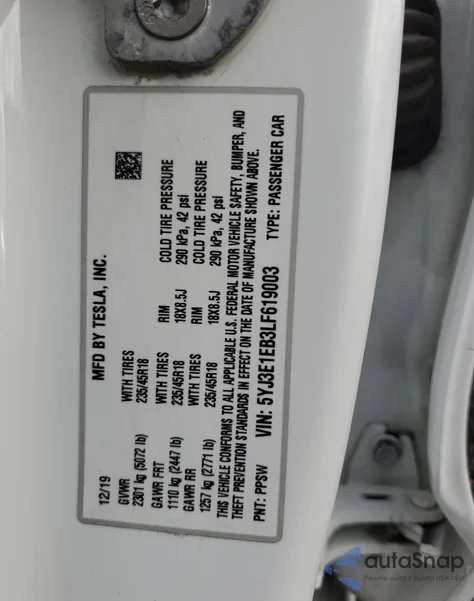 MFD BY TESLA, INC.
12/19
GVWR
2301 kg (5072 lb)
WITH TIRES
235/45R18
RIM
18X8.5J
COLD TIRE PRESSURE
290 kPa, 42 psi
GAWR FRT
1110 kg (2447 lb)
WITH TIRES
235/45R18
RIM
18X8.5J
COLD TIRE PRESSURE
290 kPa, 42 psi
GAWR RR
1257 kg (2771 lb)
WITH TIRES
235/45R18
THIS VEHICLE CONFORMS TO ALL APPLICABLE U.S. FEDERAL MOTOR VEHICLE SAFETY, BUMPER, AND
THEFT PREVENTION STANDARDS IN EFFECT ON THE DATE OF MANUFACTURE SHOWN ABOVE.
PNT: PPSW
VIN: 5YJ3E1EB3LF619003
TYPE: PASSENGER CAR
autaSnap